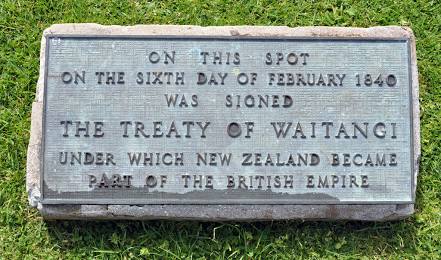 ON THIS SPOT
ON THE SIXTH DAY OF FEBRUARY 1840
WAS SIGNED
THE TREATY OF WAITANGI
UNDER WHICH NEW ZEALAND BECAME
PART OF THE BRITISH EMPIRE